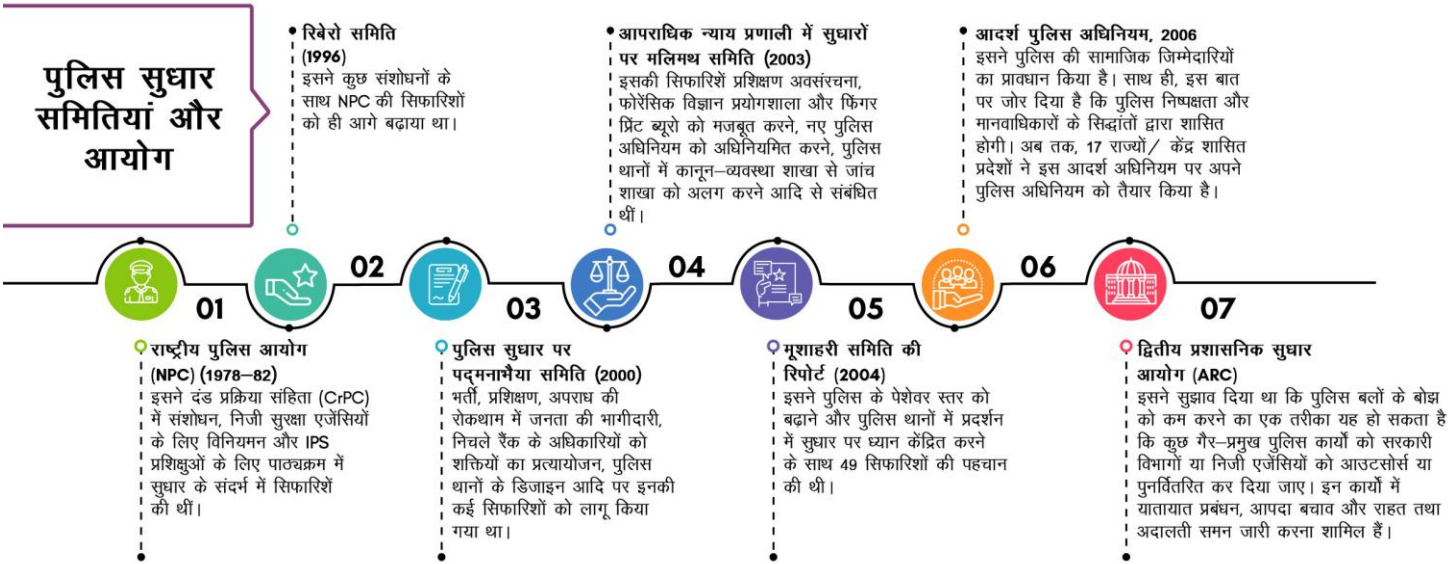 पुलिस सुधार
समितियां और
आयोग
रिबेरो समिति
(1996)
इसने कुछ संशोधनों के
साथ NPC की सिफारिशों
को ही आगे बढ़ाया था।
आपराधिक न्याय प्रणाली में सुधारों
पर मलिमथ समिति (2003)
इसकी सिफारिशें प्रशिक्षण अवसंरचना,
फोरेंसिक विज्ञान प्रयोगशाला और फिंगर
प्रिंट ब्यूरो को मजबूत करने, नए पुलिस
अधिनियम को अधिनियमित करने, पुलिस
थानों में कानून–व्यवस्था शाखा से जांच
शाखा को अलग करने आदि से संबंधित
थीं।
आदर्श पुलिस अधिनियम, 2006
इसने पुलिस की सामाजिक जिम्मेदारियों
का प्रावधान किया है। साथ ही, इस बात
पर जोर दिया है कि पुलिस निष्पक्षता और
मानवाधिकारों के सिद्धांतों द्वारा शासित
होगी। अब तक, 17 राज्यों/ केंद्र शासित
प्रदेशों ने इस आदर्श अधिनियम पर अपने
पुलिस अधिनियम को तैयार किया है।
01
02
03
04
05
06
07
राष्ट्रीय पुलिस आयोग
(NPC) (1978–82)
इसने दंड प्रक्रिया संहिता (CrPC)
में संशोधन, निजी सुरक्षा एजेंसियों
के लिए विनियमन और IPS
प्रशिक्षुओं के लिए पाठ्यक्रम में
सुधार के संदर्भ में सिफारिशें
की थीं।
पुलिस सुधार पर
पद्मनाभैया समिति (2000)
भर्ती, प्रशिक्षण, अपराध की
रोकथाम में जनता की भागीदारी,
निचले रैंक के अधिकारियों को
शक्तियों का प्रत्यायोजन, पुलिस
थानों के डिजाइन आदि पर इनकी
कई सिफारिशों को लागू किया
गया था।
मूशाहरी समिति की
रिपोर्ट (2004)
इसने पुलिस के पेशेवर स्तर को
बढ़ाने और पुलिस थानों में प्रदर्शन
में सुधार पर ध्यान केंद्रित करने
के साथ 49 सिफारिशों की पहचान
की थी।
द्वितीय प्रशासनिक सुधार
आयोग (ARC)
इसने सुझाव दिया था कि पुलिस बलों के बोझ
को कम करने का एक तरीका यह हो सकता है
कि कुछ गैर–प्रमुख पुलिस कार्यों को सरकारी
विभागों या निजी एजेंसियों को आउटसोर्स या
पुनर्वितरित कर दिया जाए। इन कार्यों में
यातायात प्रबंधन, आपदा बचाव और राहत तथा
अदालती समन जारी करना शामिल हैं।